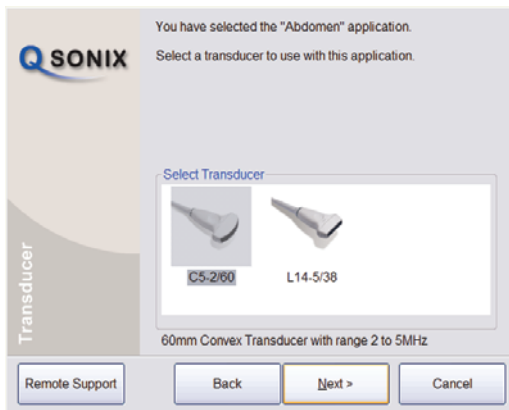 You have selected the "Abdomen" application.
Q SONIX
Select a transducer to use with this application.
Select Transducer
C5-2/60
L14-5/38
Transducer
60mm Convex Transducer with range 2 to 5MHz
Remote Support
Back
Next >
Cancel